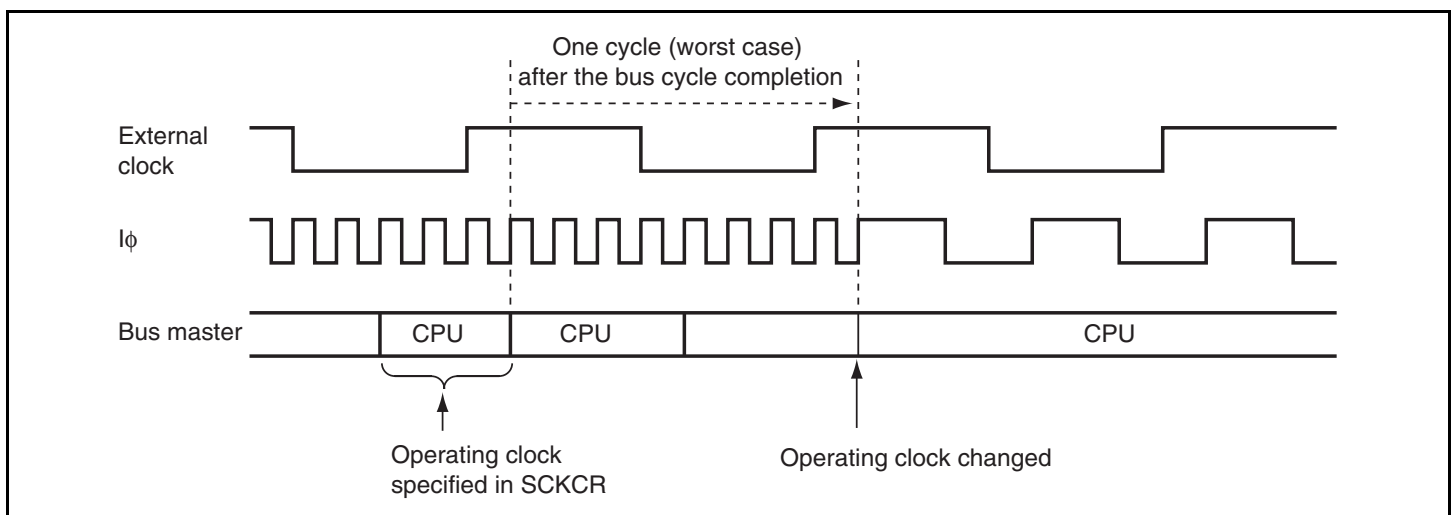 One cycle (worst case)
after the bus cycle completion
External
clock
Iϕ
Bus master
CPU
CPU
CPU
Operating clock
specified in SCKCR
Operating clock changed